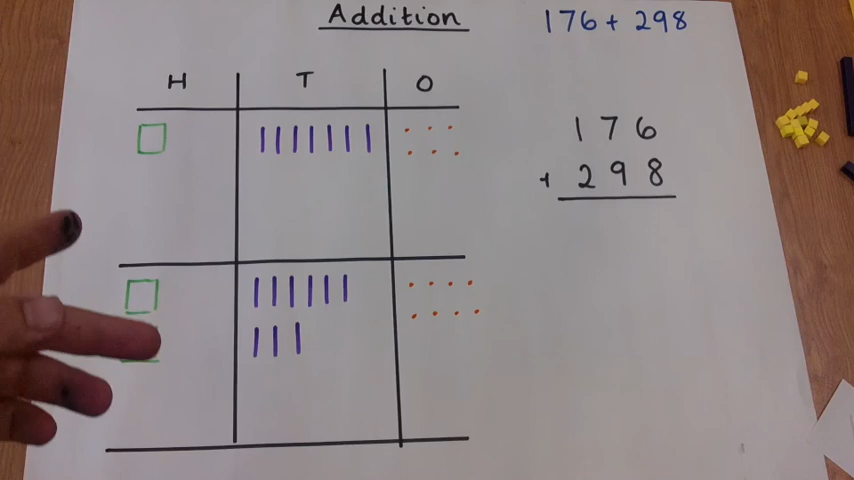 Addition
176 + 298
H T O
176
+ 298